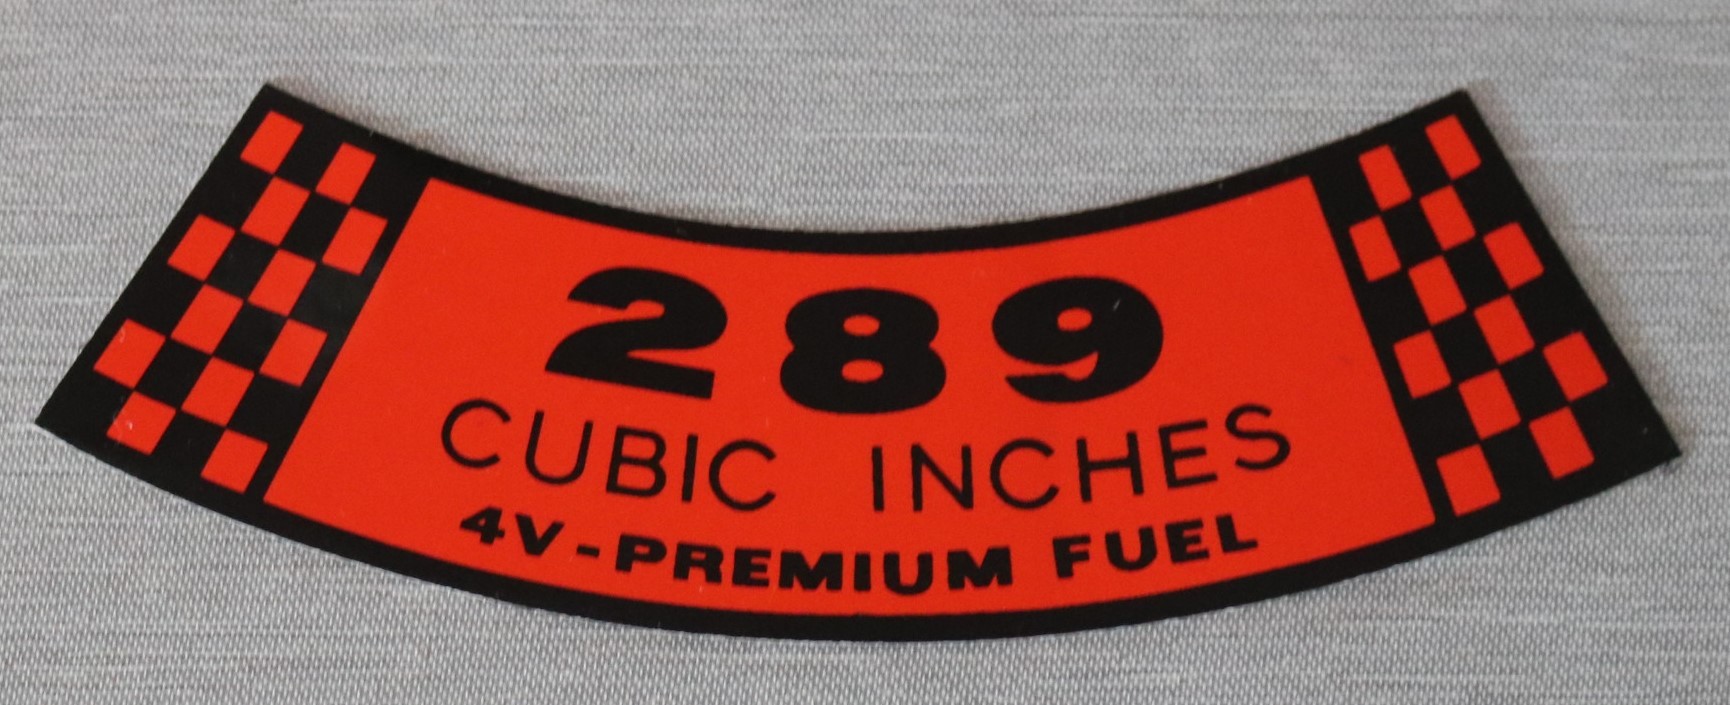 289
CUBIC INCHES
4V-PREMIUM FUEL